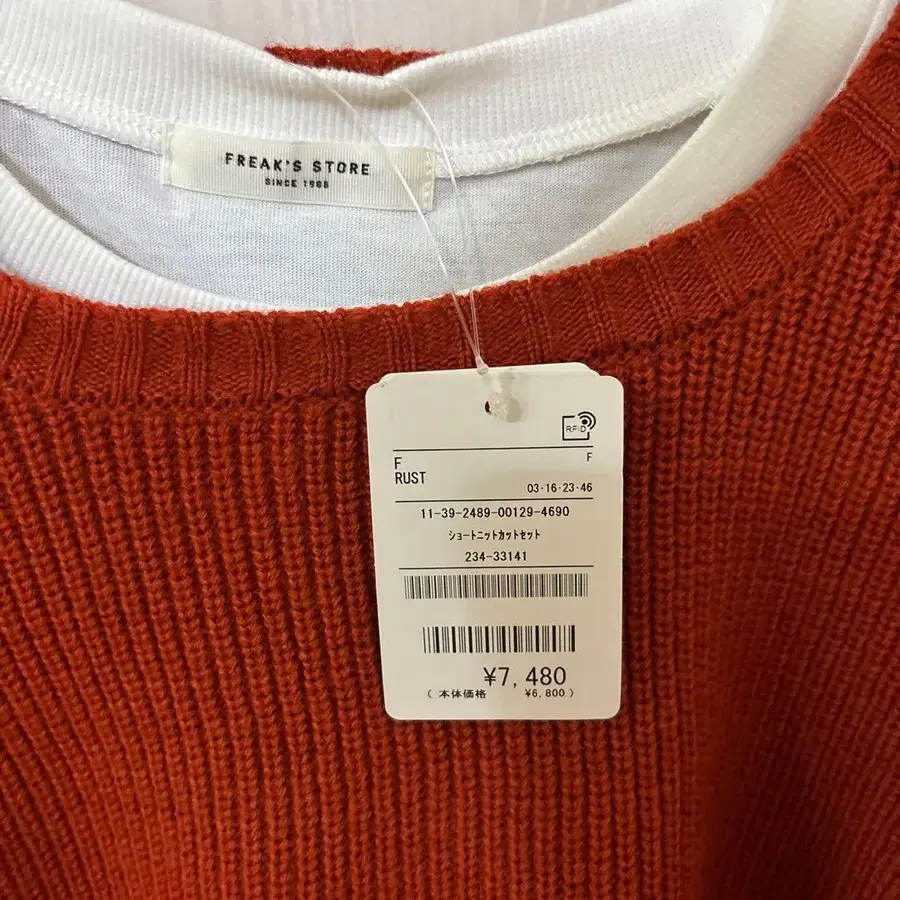 FREAK'S STORE
SINCE 1986
RFID
F F
RUST
03-16-23-46
11-39-2489-00129-4690
ｼｮｰﾄﾆｯﾄｶｯﾄｾｯﾄ
234-33141
¥7,480
( 本体価格 ¥6,800 )